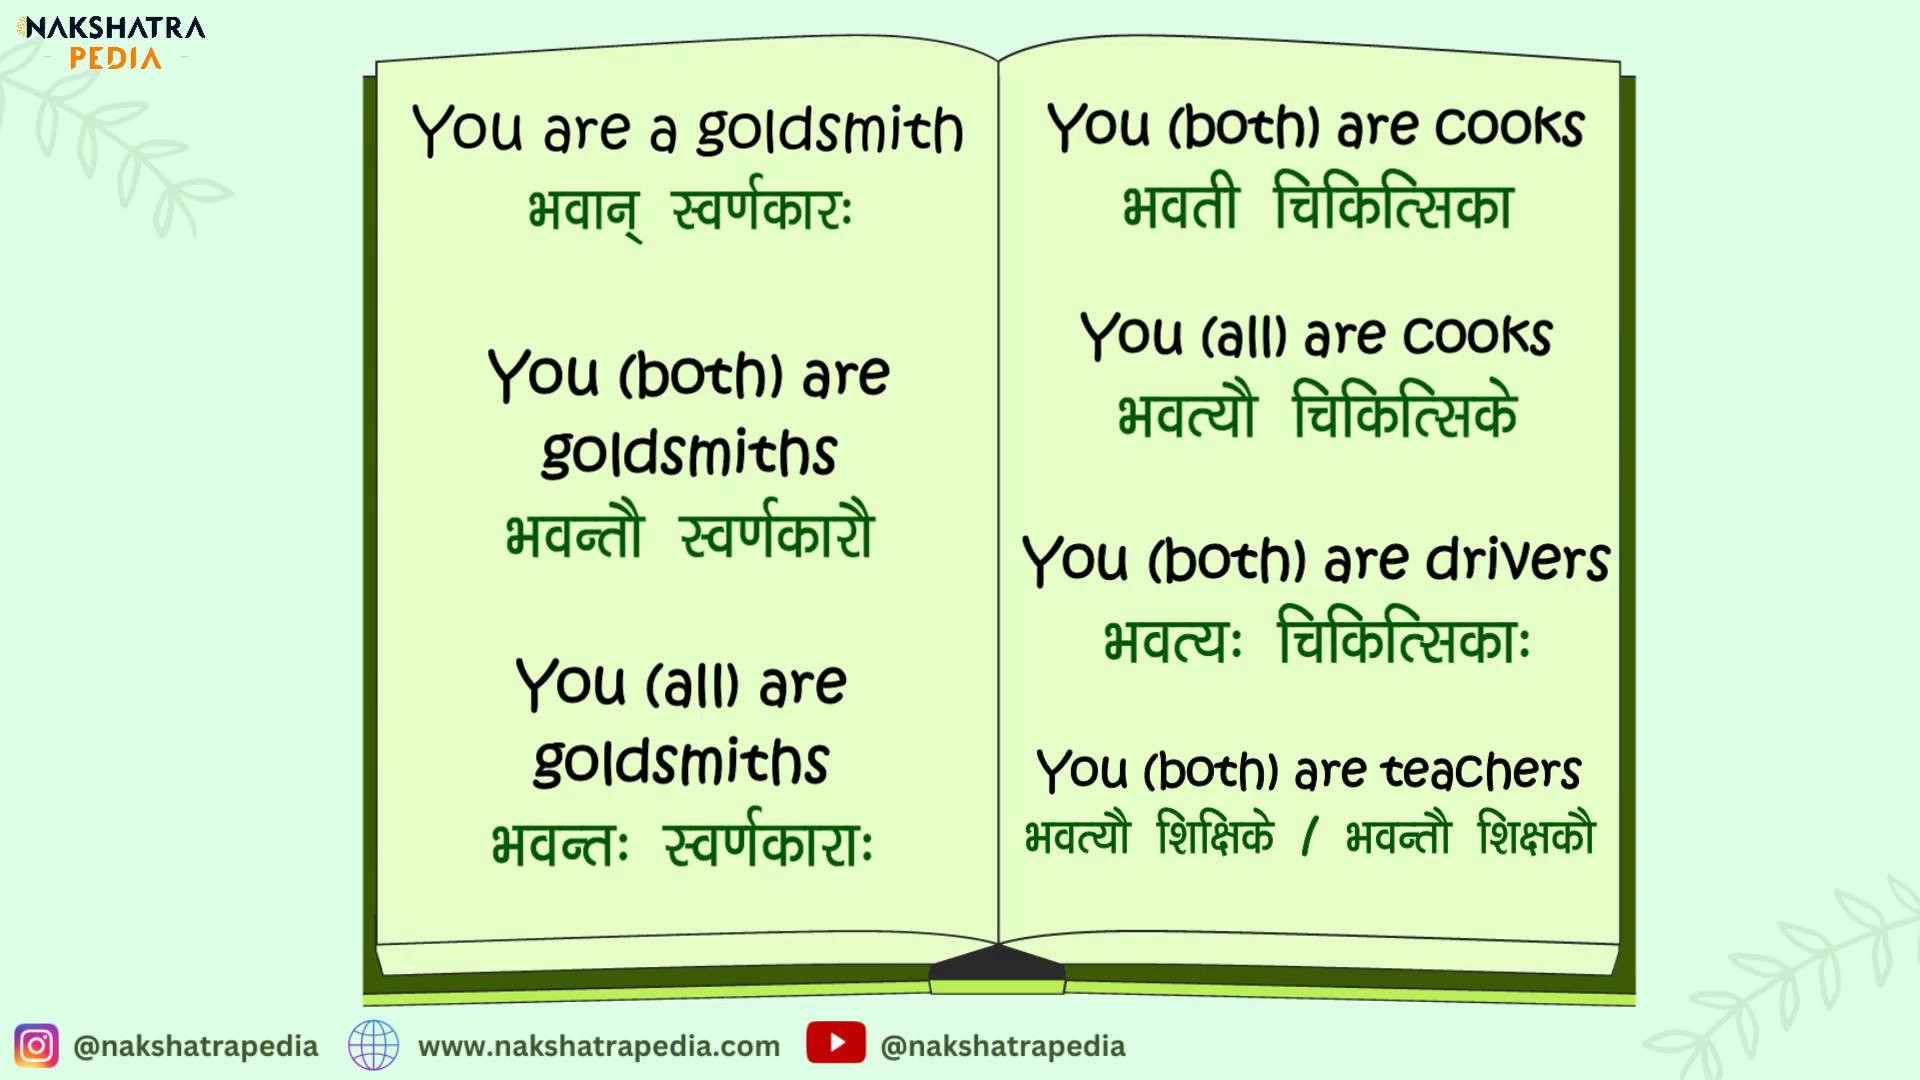 NAKSHATRA
PEDIA
You are a goldsmith
भवान् स्वर्णकारः
You (both) are
goldsmiths
भवन्तौ स्वर्णकारौ
You (all) are
goldsmiths
भवन्तः स्वर्णकाराः
You (both) are cooks
भवती चिकित्सिका
You (all) are cooks
भवत्यौ चिकित्सिके
You (both) are drivers
भवत्यः चिकित्सिकाः
You (both) are teachers
भवत्यौ शिक्षिके / भवन्तौ शिक्षकौ
@nakshatrapedia www.nakshatrapedia.com @nakshatrapedia